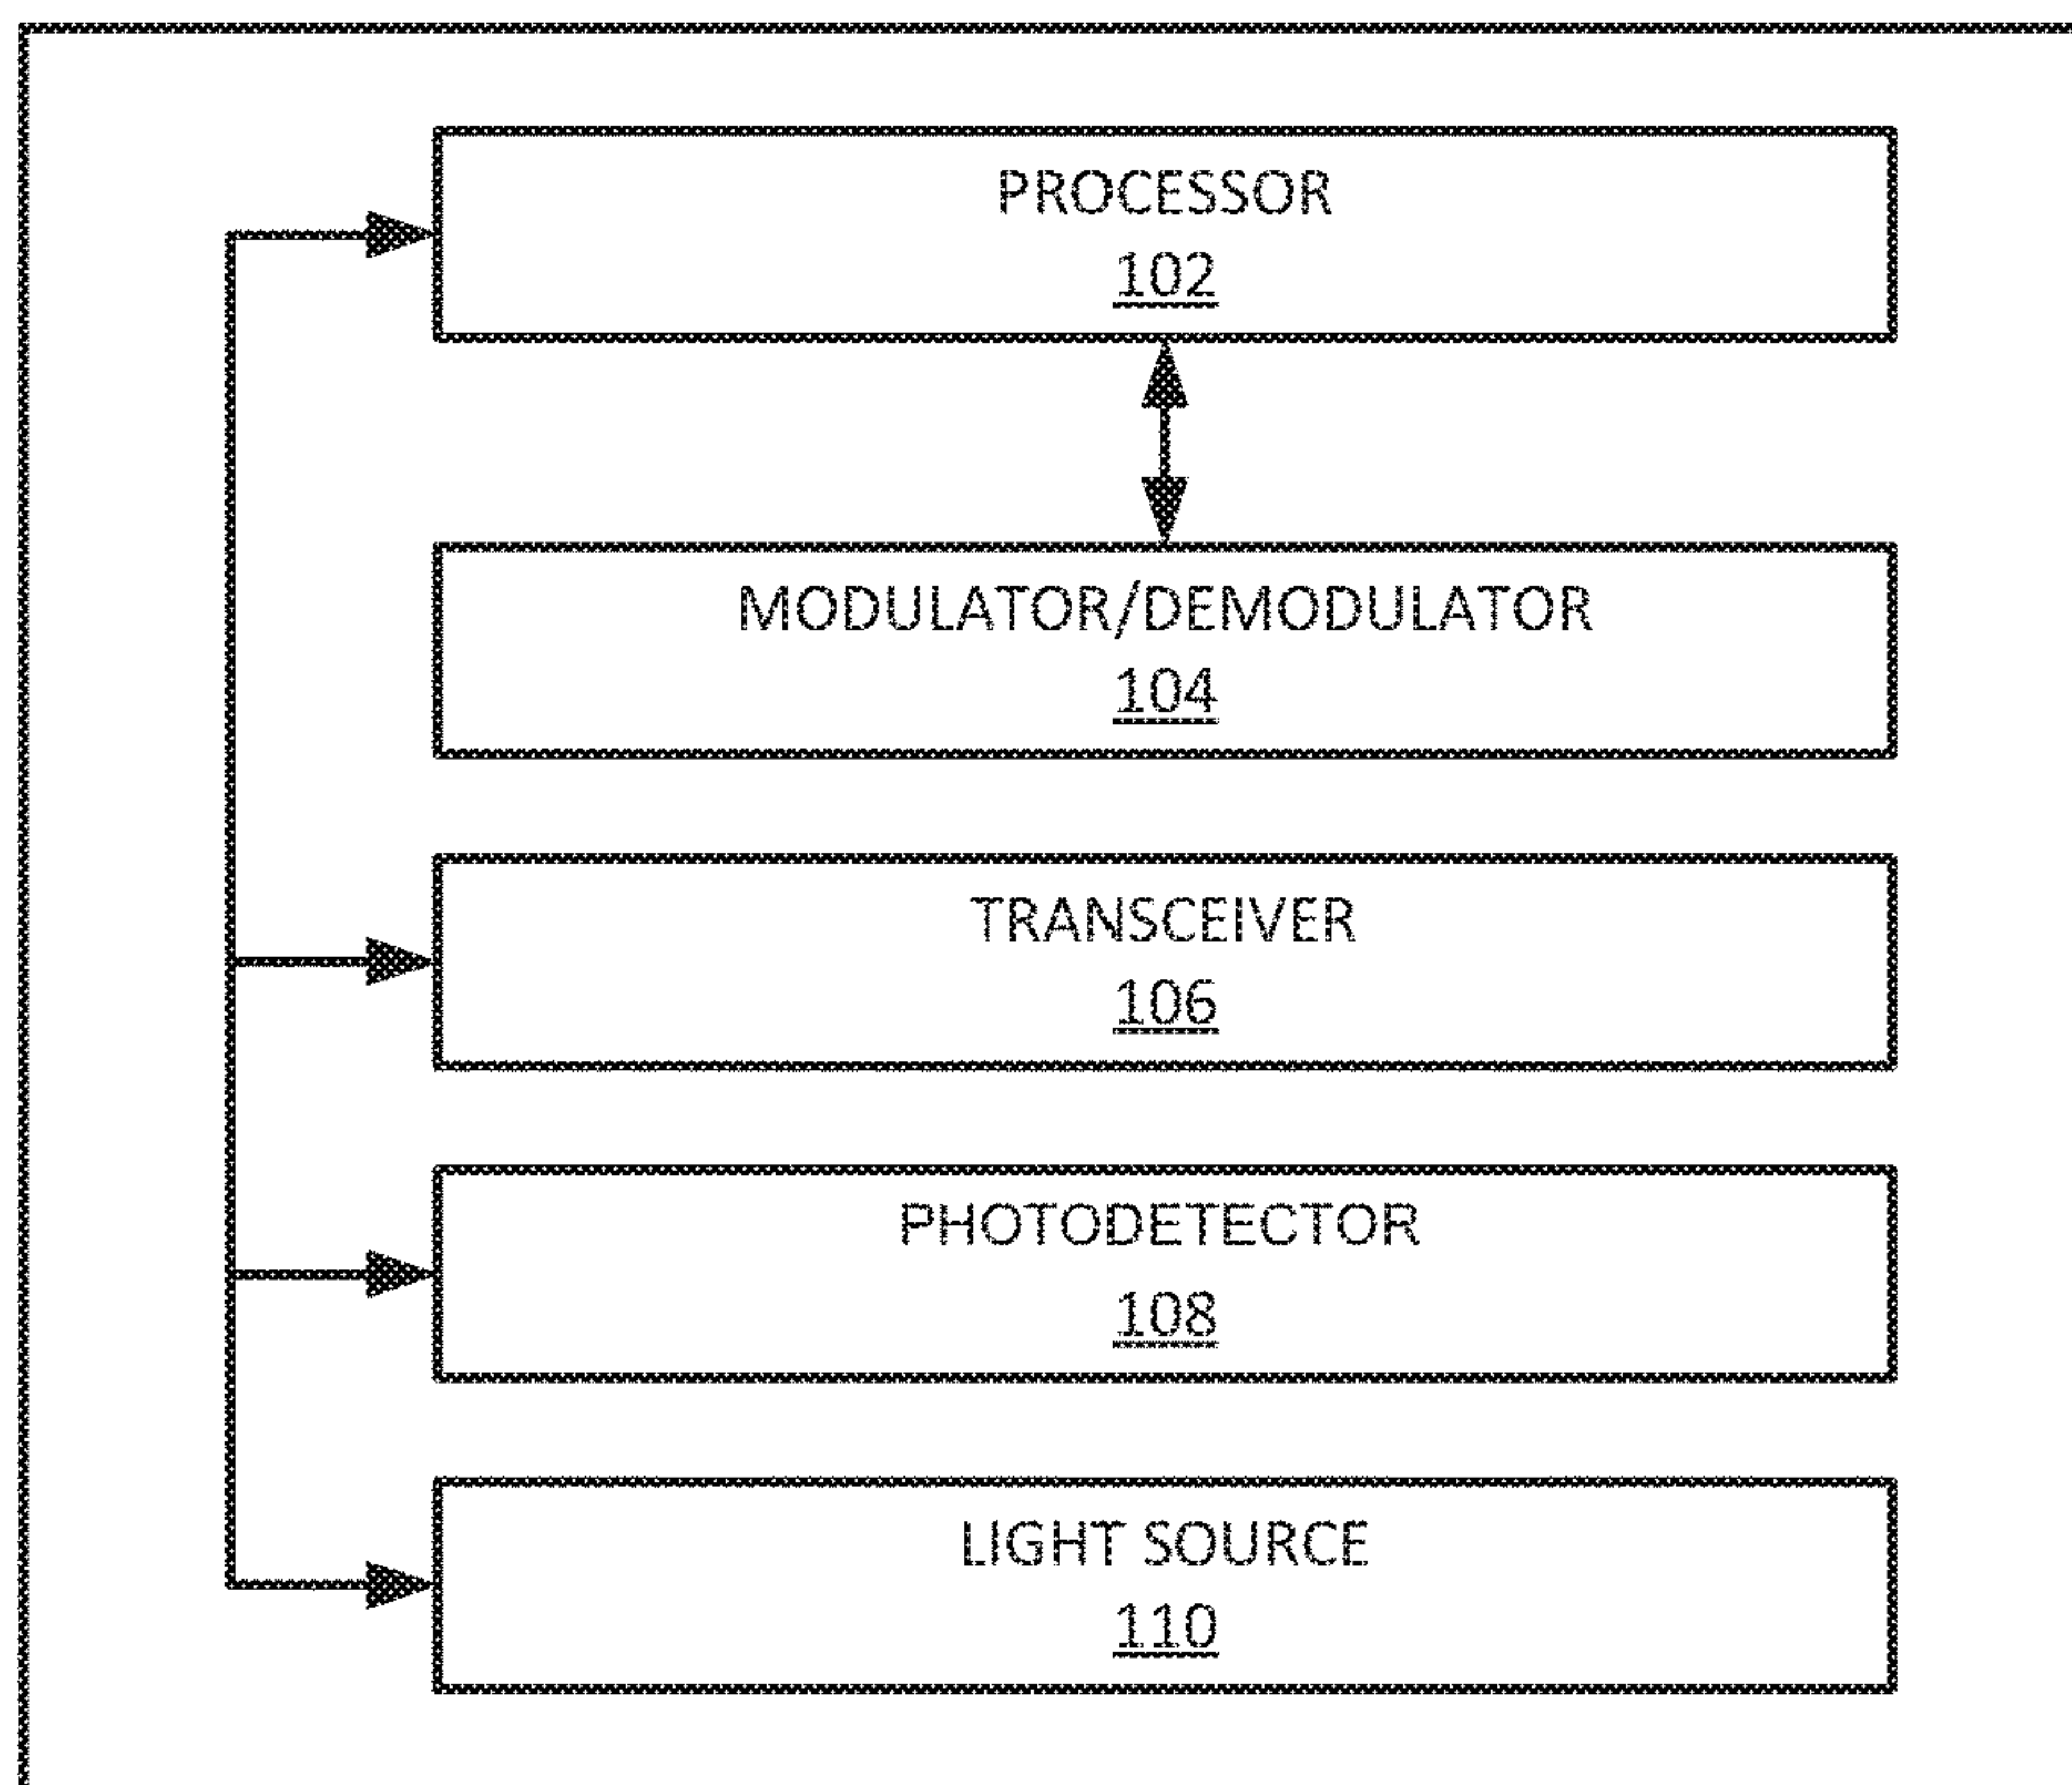 PROCESSOR
102
MODULATOR/DEMODULATOR
104
TRANSCEIVER
106
PHOTODETECTOR
108
LIGHT SOURCE
110